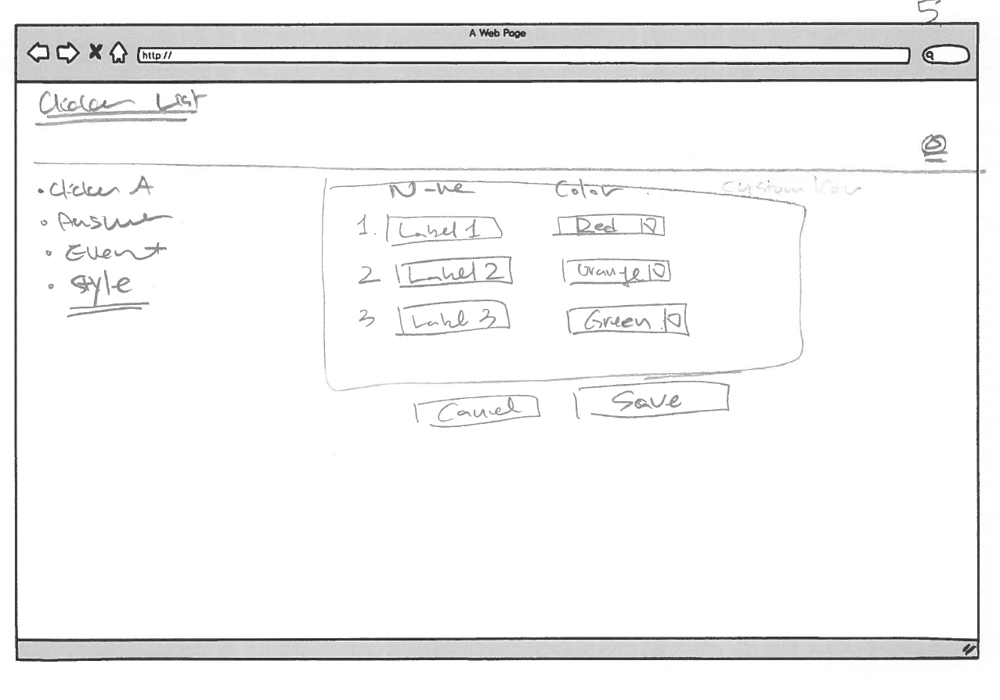 5
A Web Page
http://
Clicker List
• Clicker A
• Answer
• Event
• Style
Name Color Custom
1. Label 1 Red
2 Label 2 Orange
3 Label 3 Green
Cancel Save